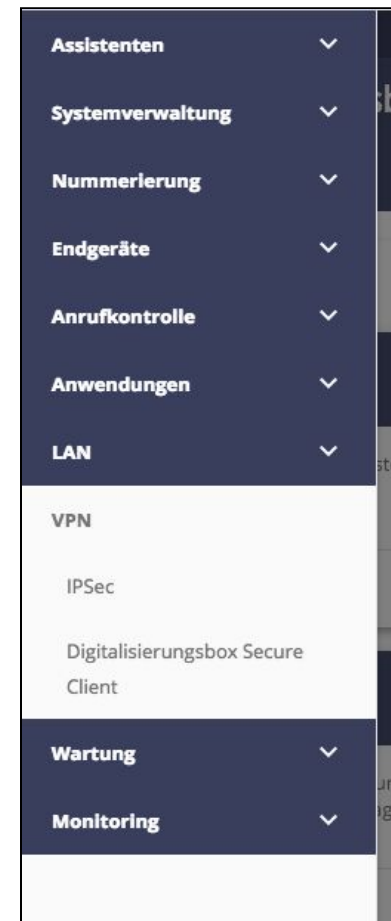 Assistenten
Systemverwaltung
Nummerierung
Endgeräte
Anrufkontrolle
Anwendungen
LAN
VPN
IPSec
Digitalisierungsbox Secure
Client
Wartung
Monitoring